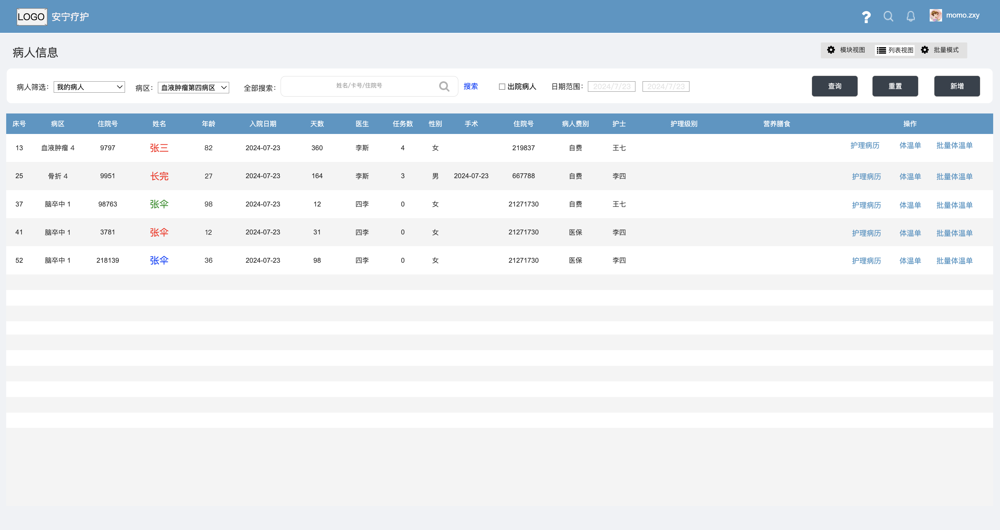 LOGO 安宁疗护 momo.zxy
病人信息 模块视图 列表视图 批量模式
病人筛选: 我的病人 病区: 血液肿瘤第四病区 全部搜索: 姓名/卡号/住院号 搜索 出院病人 日期范围: 2024/7/23 2024/7/23 查询 重置 新增
床号 病区 住院号 姓名 年龄 入院日期 天数 医生 任务数 性别 手术 住院号 病人费别 护士 护理级别 营养膳食 操作
13 血液肿瘤 4 9797 张三 82 2024-07-23 360 李斯 4 女 219837 自费 王七 护理病历 体温单 批量体温单
25 骨折 4 9951 长完 27 2024-07-23 164 李斯 3 男 2024-07-23 667788 自费 李四 护理病历 体温单 批量体温单
37 脑卒中 1 98763 张伞 98 2024-07-23 12 四李 0 女 21271730 自费 王七 护理病历 体温单 批量体温单
41 脑卒中 1 3781 张伞 12 2024-07-23 31 四李 0 女 21271730 医保 李四 护理病历 体温单 批量体温单
52 脑卒中 1 218139 张伞 36 2024-07-23 98 四李 0 女 21271730 医保 李四 护理病历 体温单 批量体温单